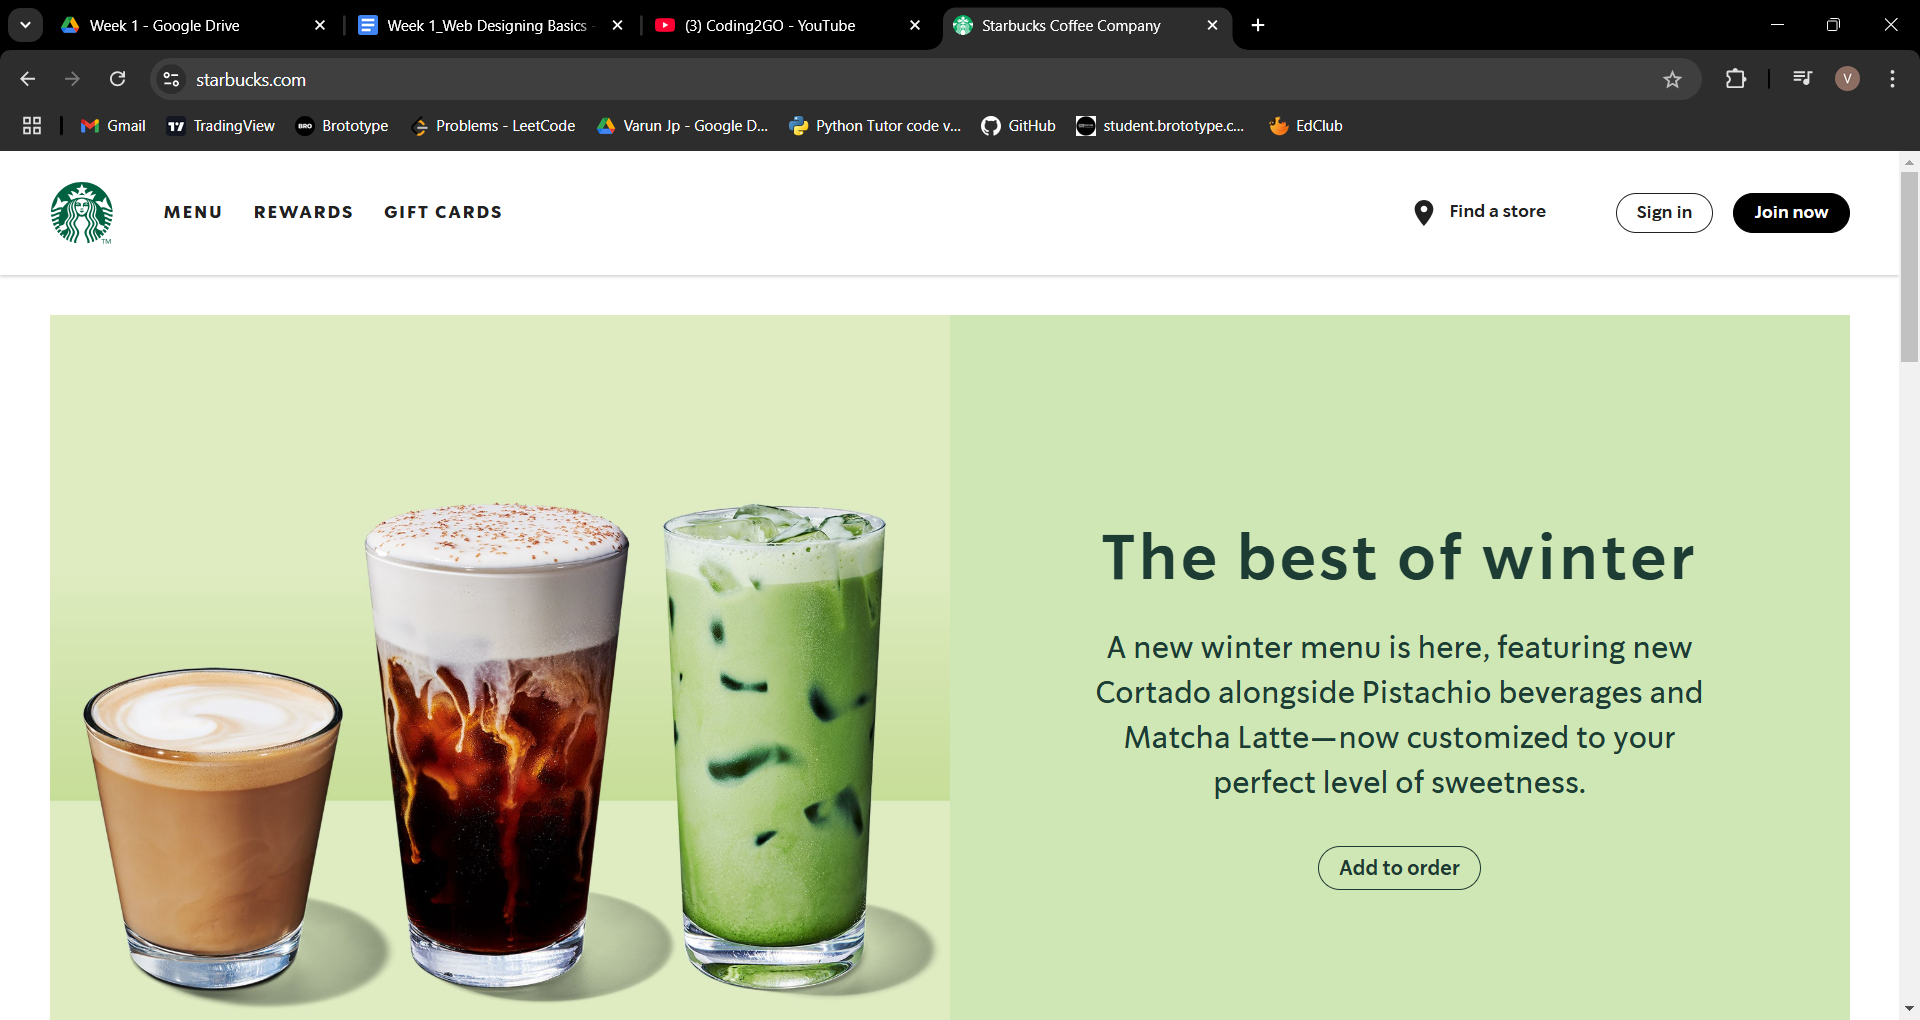 Week 1 - Google Drive
Week 1_Web Designing Basics -
(3) Coding2GO - YouTube
Starbucks Coffee Company
starbucks.com
V
Gmail
TradingView
BRO
Brototype
Problems - LeetCode
Varun Jp - Google D...
Python Tutor code v...
GitHub
student.brototype.c...
EdClub
TM
MENU
REWARDS
GIFT CARDS
Find a store
Sign in
Join now
The best of winter
A new winter menu is here, featuring new
Cortado alongside Pistachio beverages and
Matcha Latte—now customized to your
perfect level of sweetness.
Add to order